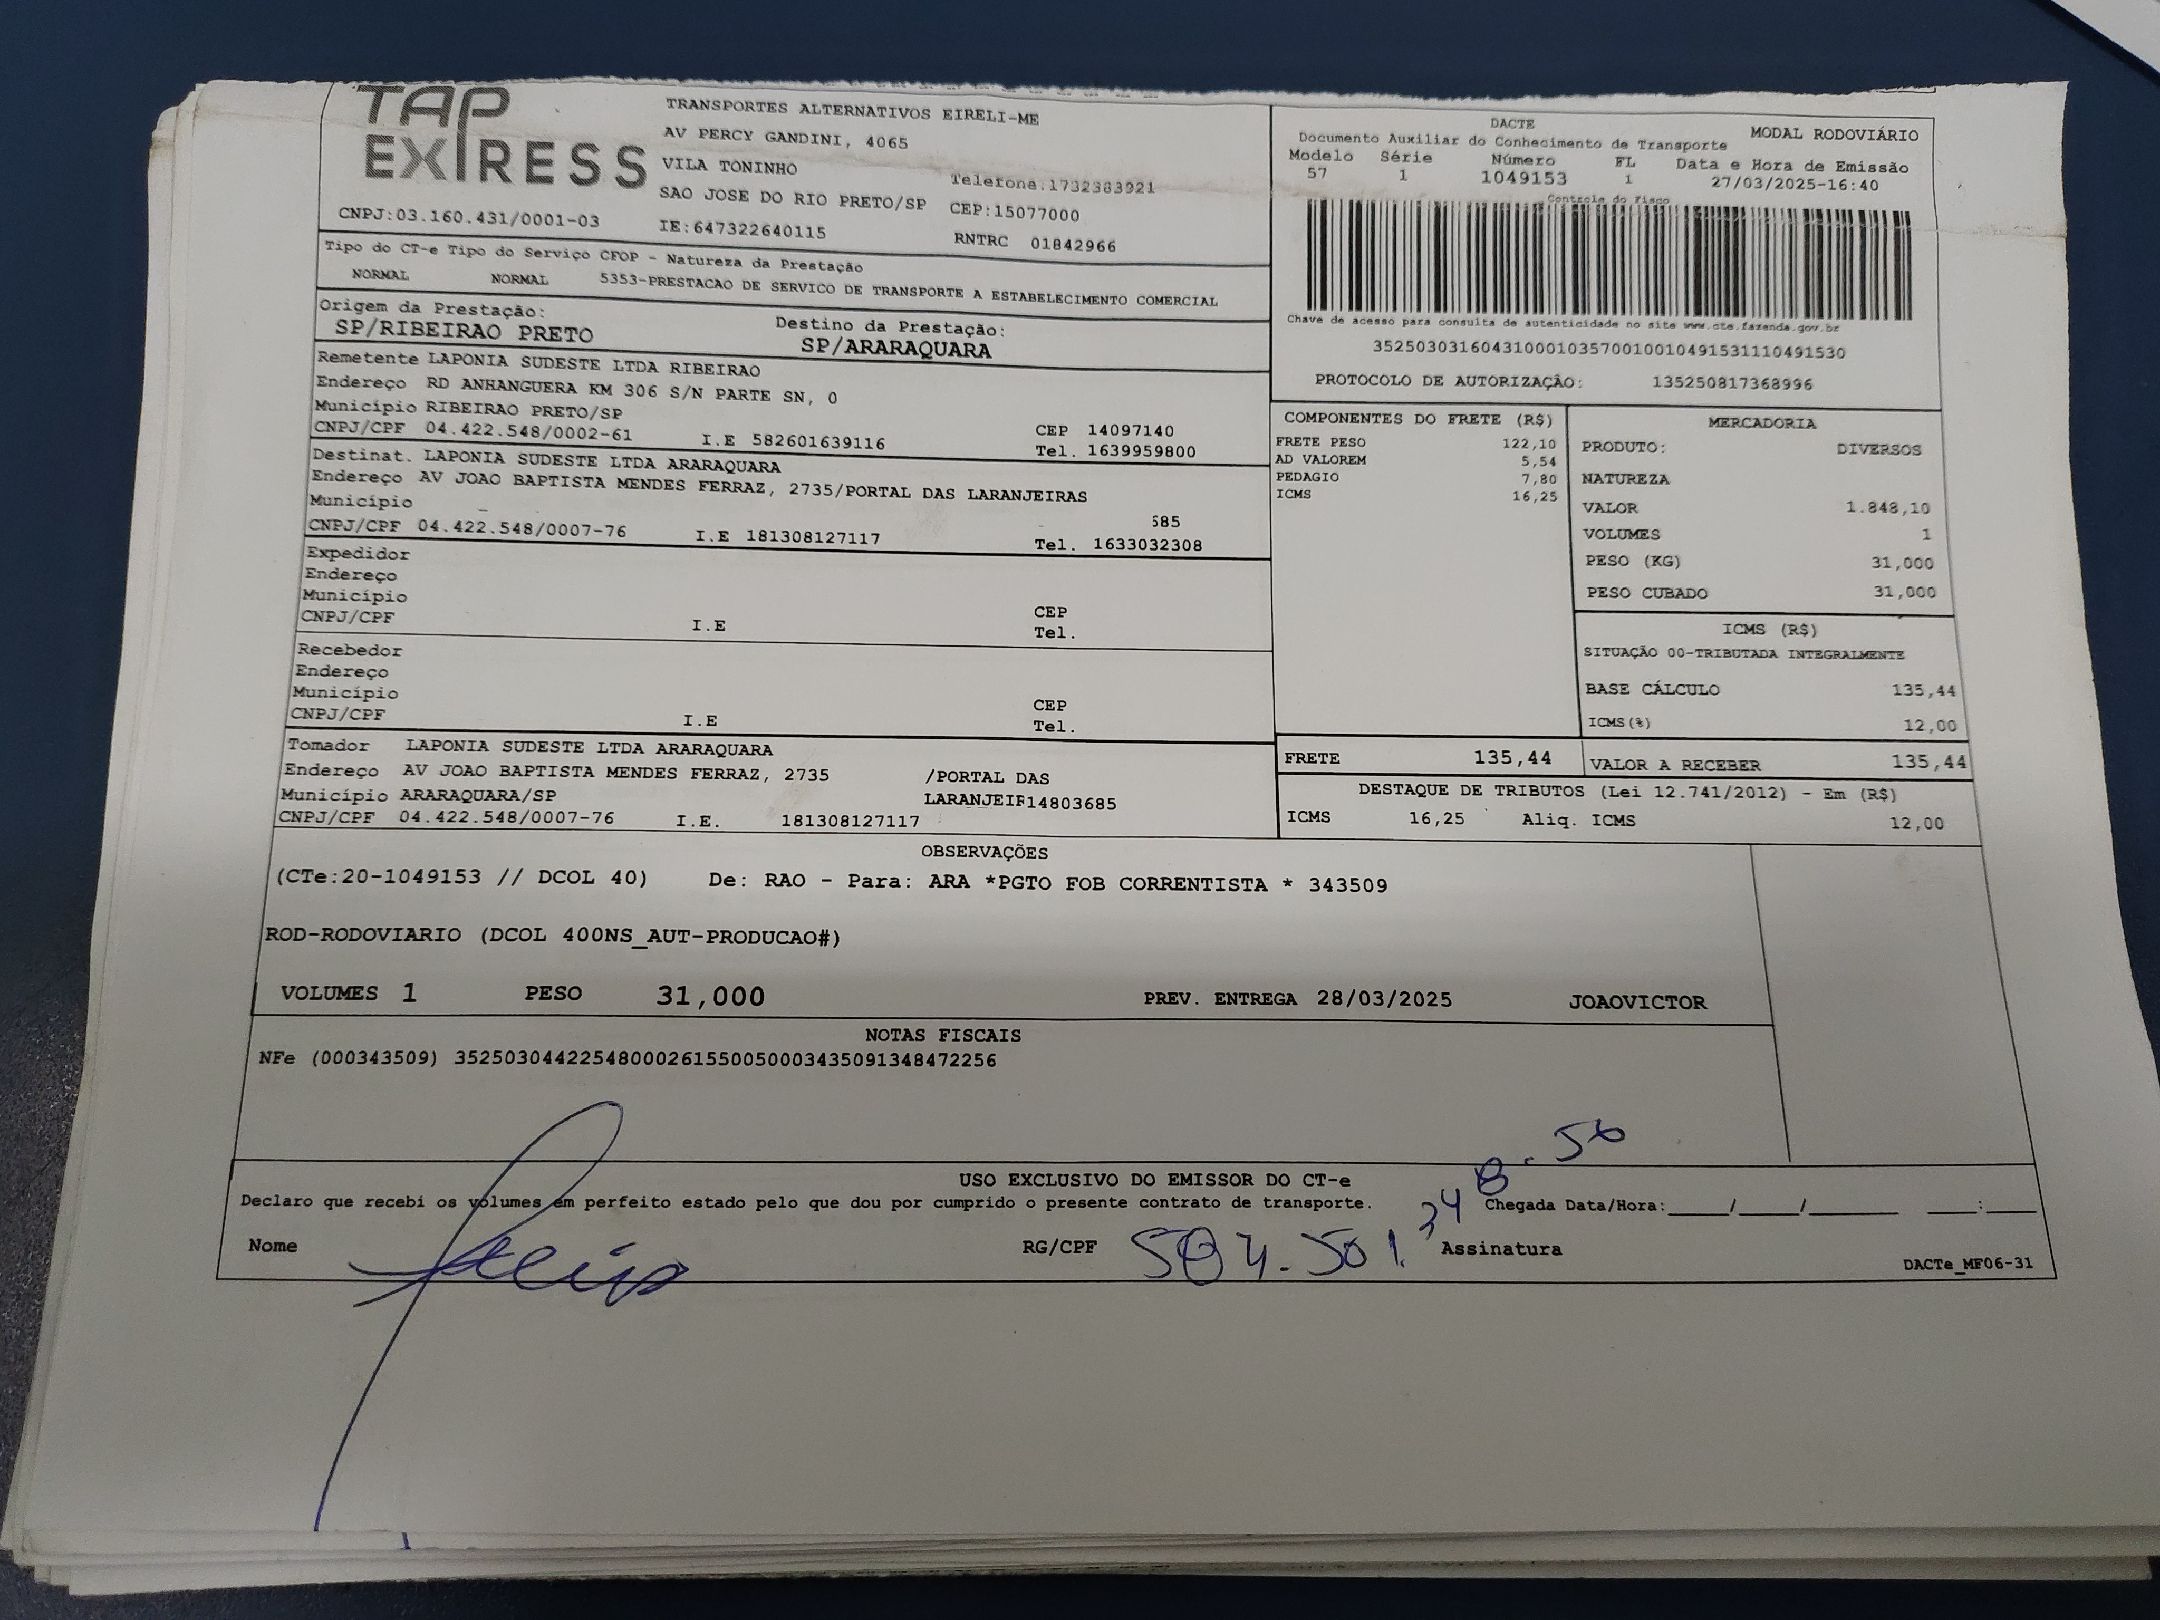 TAP EXPRESS
TRANSPORTES ALTERNATIVOS EIRELI-ME
AV PERCY GANDINI, 4065
VILA TONINHO
Telefone:1732383921
SAO JOSE DO RIO PRETO/SP CEP:15077000
CNPJ:03.160.431/0001-03 IE:647322640115 RNTRC 01842966
DACTE MODAL RODOVIÁRIO
Documento Auxiliar do Conhecimento de Transporte
Modelo Série Número FL Data e Hora de Emissão
57 1 1049153 1 27/03/2025-16:40
Controle do Fisco
Chave de acesso para consulta de autenticidade no site www.cte.fazenda.gov.br
35250303160431000103570010010491531110491530
PROTOCOLO DE AUTORIZAÇÃO: 135250817368996
Tipo do CT-e Tipo do Serviço CFOP - Natureza da Prestação
NORMAL NORMAL 5353-PRESTACAO DE SERVICO DE TRANSPORTE A ESTABELECIMENTO COMERCIAL
Origem da Prestação: Destino da Prestação:
SP/RIBEIRAO PRETO SP/ARARAQUARA
Remetente LAPONIA SUDESTE LTDA RIBEIRAO
Endereço RD ANHANGUERA KM 306 S/N PARTE SN, 0
Município RIBEIRAO PRETO/SP CEP 14097140
CNPJ/CPF 04.422.548/0002-61 I.E 582601639116 Tel. 1639959800
Destinat. LAPONIA SUDESTE LTDA ARARAQUARA
Endereço AV JOAO BAPTISTA MENDES FERRAZ, 2735/PORTAL DAS LARANJEIRAS
Município 585
CNPJ/CPF 04.422.548/0007-76 I.E 181308127117 Tel. 1633032308
Expedidor
Endereço
Município CEP
CNPJ/CPF I.E Tel.
Recebedor
Endereço
Município CEP
CNPJ/CPF I.E Tel.
Tomador LAPONIA SUDESTE LTDA ARARAQUARA
Endereço AV JOAO BAPTISTA MENDES FERRAZ, 2735 /PORTAL DAS
Município ARARAQUARA/SP LARANJEIF14803685
CNPJ/CPF 04.422.548/0007-76 I.E. 181308127117
COMPONENTES DO FRETE (R$)
FRETE PESO 122,10
AD VALOREM 5,54
PEDAGIO 7,80
ICMS 16,25
MERCADORIA
PRODUTO: DIVERSOS
NATUREZA
VALOR 1.848,10
VOLUMES 1
PESO (KG) 31,000
PESO CUBADO 31,000
ICMS (R$)
SITUAÇÃO 00-TRIBUTADA INTEGRALMENTE
BASE CÁLCULO 135,44
ICMS(%) 12,00
FRETE 135,44 VALOR A RECEBER 135,44
DESTAQUE DE TRIBUTOS (Lei 12.741/2012) - Em (R$)
ICMS 16,25 Aliq. ICMS 12,00
OBSERVAÇÕES
(CTe:20-1049153 // DCOL 40) De: RAO - Para: ARA *PGTO FOB CORRENTISTA * 343509
ROD-RODOVIARIO (DCOL 400NS_AUT-PRODUCAO#)
VOLUMES 1 PESO 31,000 PREV. ENTREGA 28/03/2025 JOAOVICTOR
NOTAS FISCAIS
NFe (000343509) 35250304422548000261550050003435091348472256
USO EXCLUSIVO DO EMISSOR DO CT-e
Declaro que recebi os volumes em perfeito estado pelo que dou por cumprido o presente contrato de transporte. Chegada Data/Hora:____/____/______ ___:___
Nome RG/CPF 504.501.348-56 Assinatura
DACTe_MF06-31